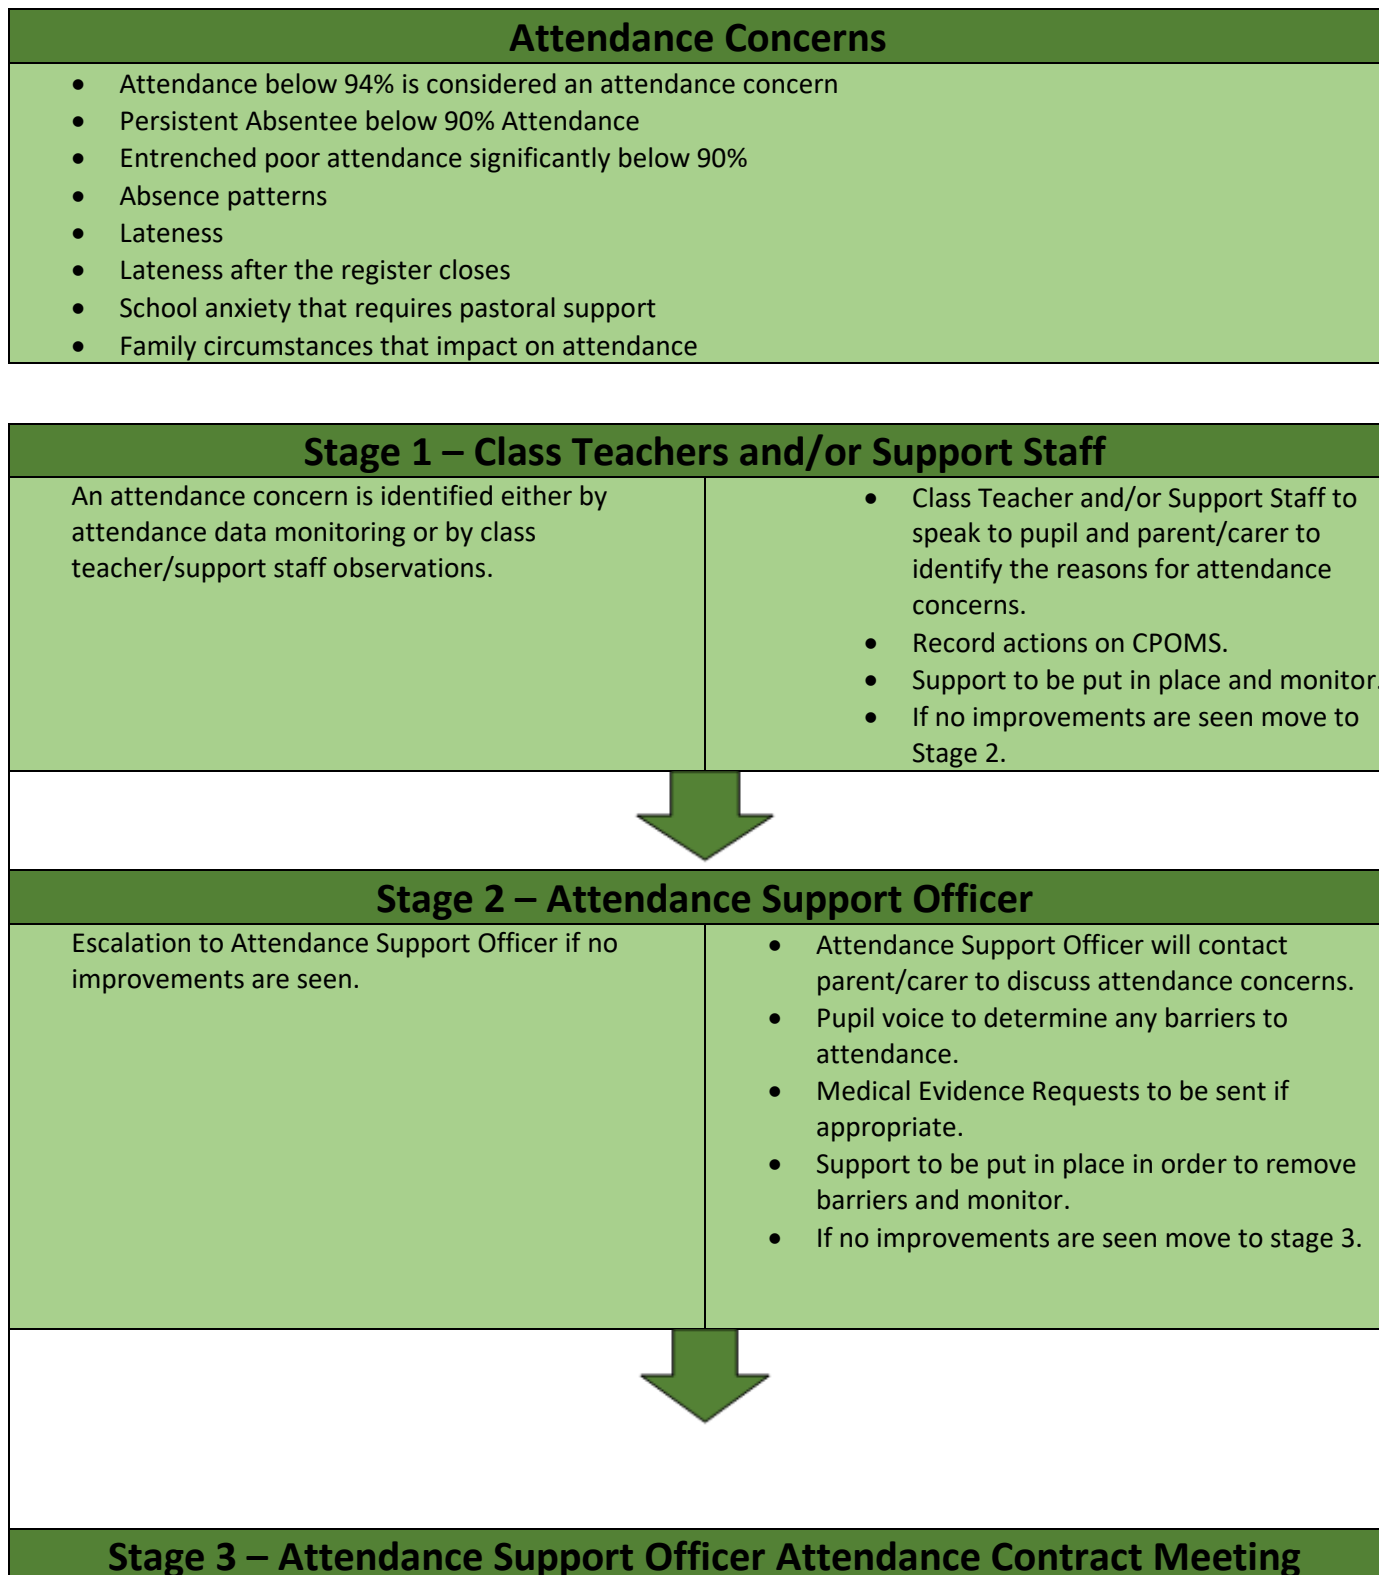 Attendance Concerns
• Attendance below 94% is considered an attendance concern
• Persistent Absentee below 90% Attendance
• Entrenched poor attendance significantly below 90%
• Absence patterns
• Lateness
• Lateness after the register closes
• School anxiety that requires pastoral support
• Family circumstances that impact on attendance
Stage 1 – Class Teachers and/or Support Staff
An attendance concern is identified either by
attendance data monitoring or by class
teacher/support staff observations.
• Class Teacher and/or Support Staff to
speak to pupil and parent/carer to
identify the reasons for attendance
concerns.
• Record actions on CPOMS.
• Support to be put in place and monitor.
• If no improvements are seen move to
Stage 2.
Stage 2 – Attendance Support Officer
Escalation to Attendance Support Officer if no
improvements are seen.
• Attendance Support Officer will contact
parent/carer to discuss attendance concerns.
• Pupil voice to determine any barriers to
attendance.
• Medical Evidence Requests to be sent if
appropriate.
• Support to be put in place in order to remove
barriers and monitor.
• If no improvements are seen move to stage 3.
Stage 3 – Attendance Support Officer Attendance Contract Meeting